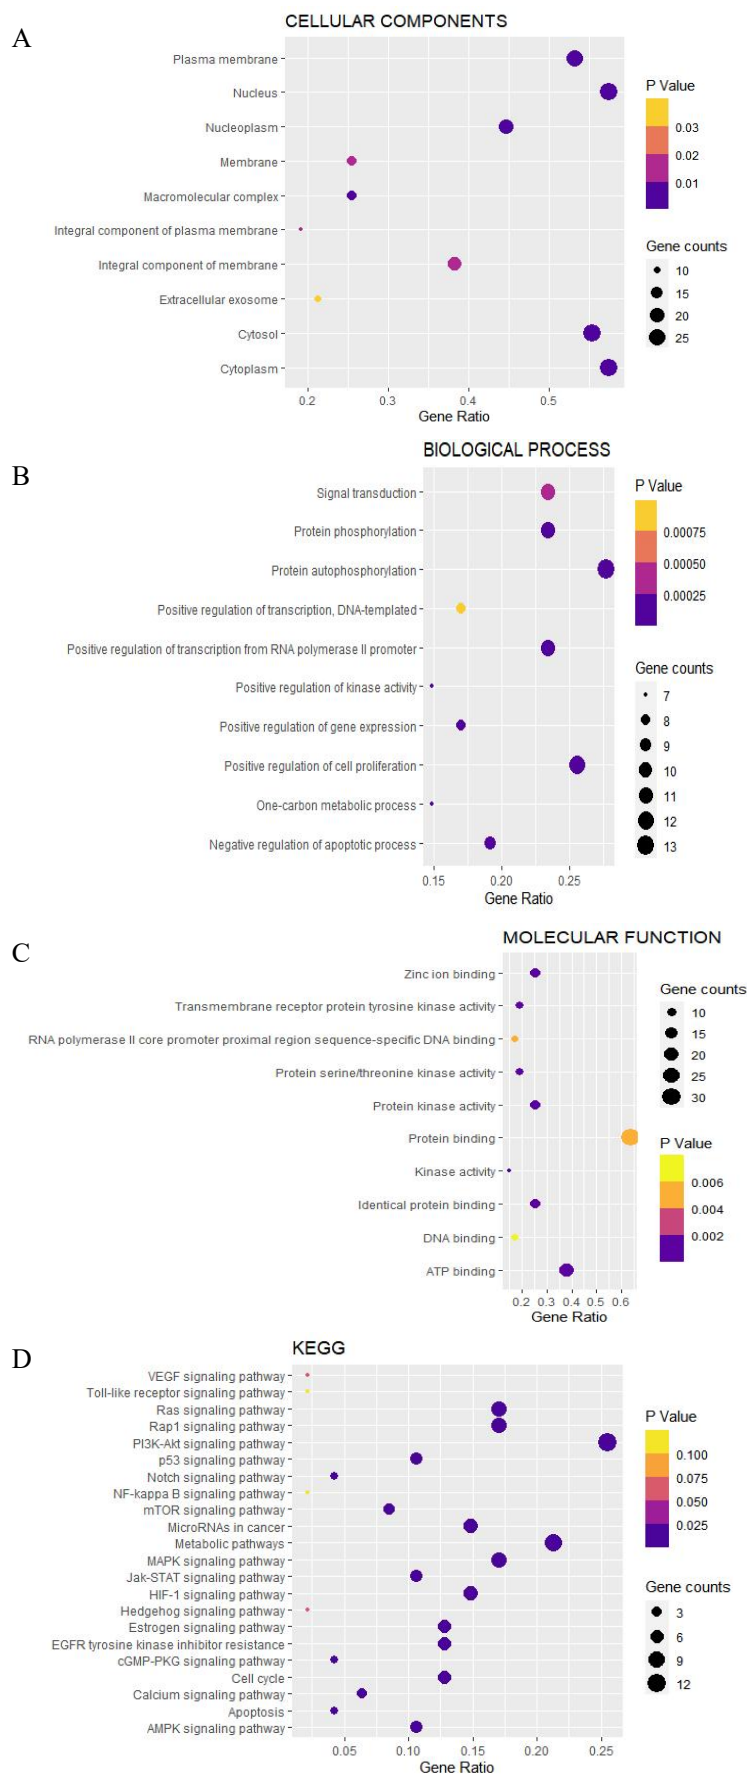 A
CELLULAR COMPONENTS
Plasma membrane
Nucleus
Nucleoplasm
Membrane
Macromolecular complex
Integral component of plasma membrane
Integral component of membrane
Extracellular exosome
Cytosol
Cytoplasm
0.2 0.3 0.4 0.5
Gene Ratio
P Value
0.03
0.02
0.01
Gene counts
10
15
20
25
B
BIOLOGICAL PROCESS
Signal transduction
Protein phosphorylation
Protein autophosphorylation
Positive regulation of transcription, DNA-templated
Positive regulation of transcription from RNA polymerase II promoter
Positive regulation of kinase activity
Positive regulation of gene expression
Positive regulation of cell proliferation
One-carbon metabolic process
Negative regulation of apoptotic process
0.15 0.20 0.25
Gene Ratio
P Value
0.00075
0.00050
0.00025
Gene counts
7
8
9
10
11
12
13
C
MOLECULAR FUNCTION
Zinc ion binding
Transmembrane receptor protein tyrosine kinase activity
RNA polymerase II core promoter proximal region sequence-specific DNA binding
Protein serine/threonine kinase activity
Protein kinase activity
Protein binding
Kinase activity
Identical protein binding
DNA binding
ATP binding
0.2 0.3 0.4 0.5 0.6
Gene Ratio
Gene counts
10
15
20
25
30
P Value
0.006
0.004
0.002
D
KEGG
VEGF signaling pathway
Toll-like receptor signaling pathway
Ras signaling pathway
Rap1 signaling pathway
PI3K-Akt signaling pathway
p53 signaling pathway
Notch signaling pathway
NF-kappa B signaling pathway
mTOR signaling pathway
MicroRNAs in cancer
Metabolic pathways
MAPK signaling pathway
Jak-STAT signaling pathway
HIF-1 signaling pathway
Hedgehog signaling pathway
Estrogen signaling pathway
EGFR tyrosine kinase inhibitor resistance
cGMP-PKG signaling pathway
Cell cycle
Calcium signaling pathway
Apoptosis
AMPK signaling pathway
0.05 0.10 0.15 0.20 0.25
Gene Ratio
P Value
0.100
0.075
0.050
0.025
Gene counts
3
6
9
12